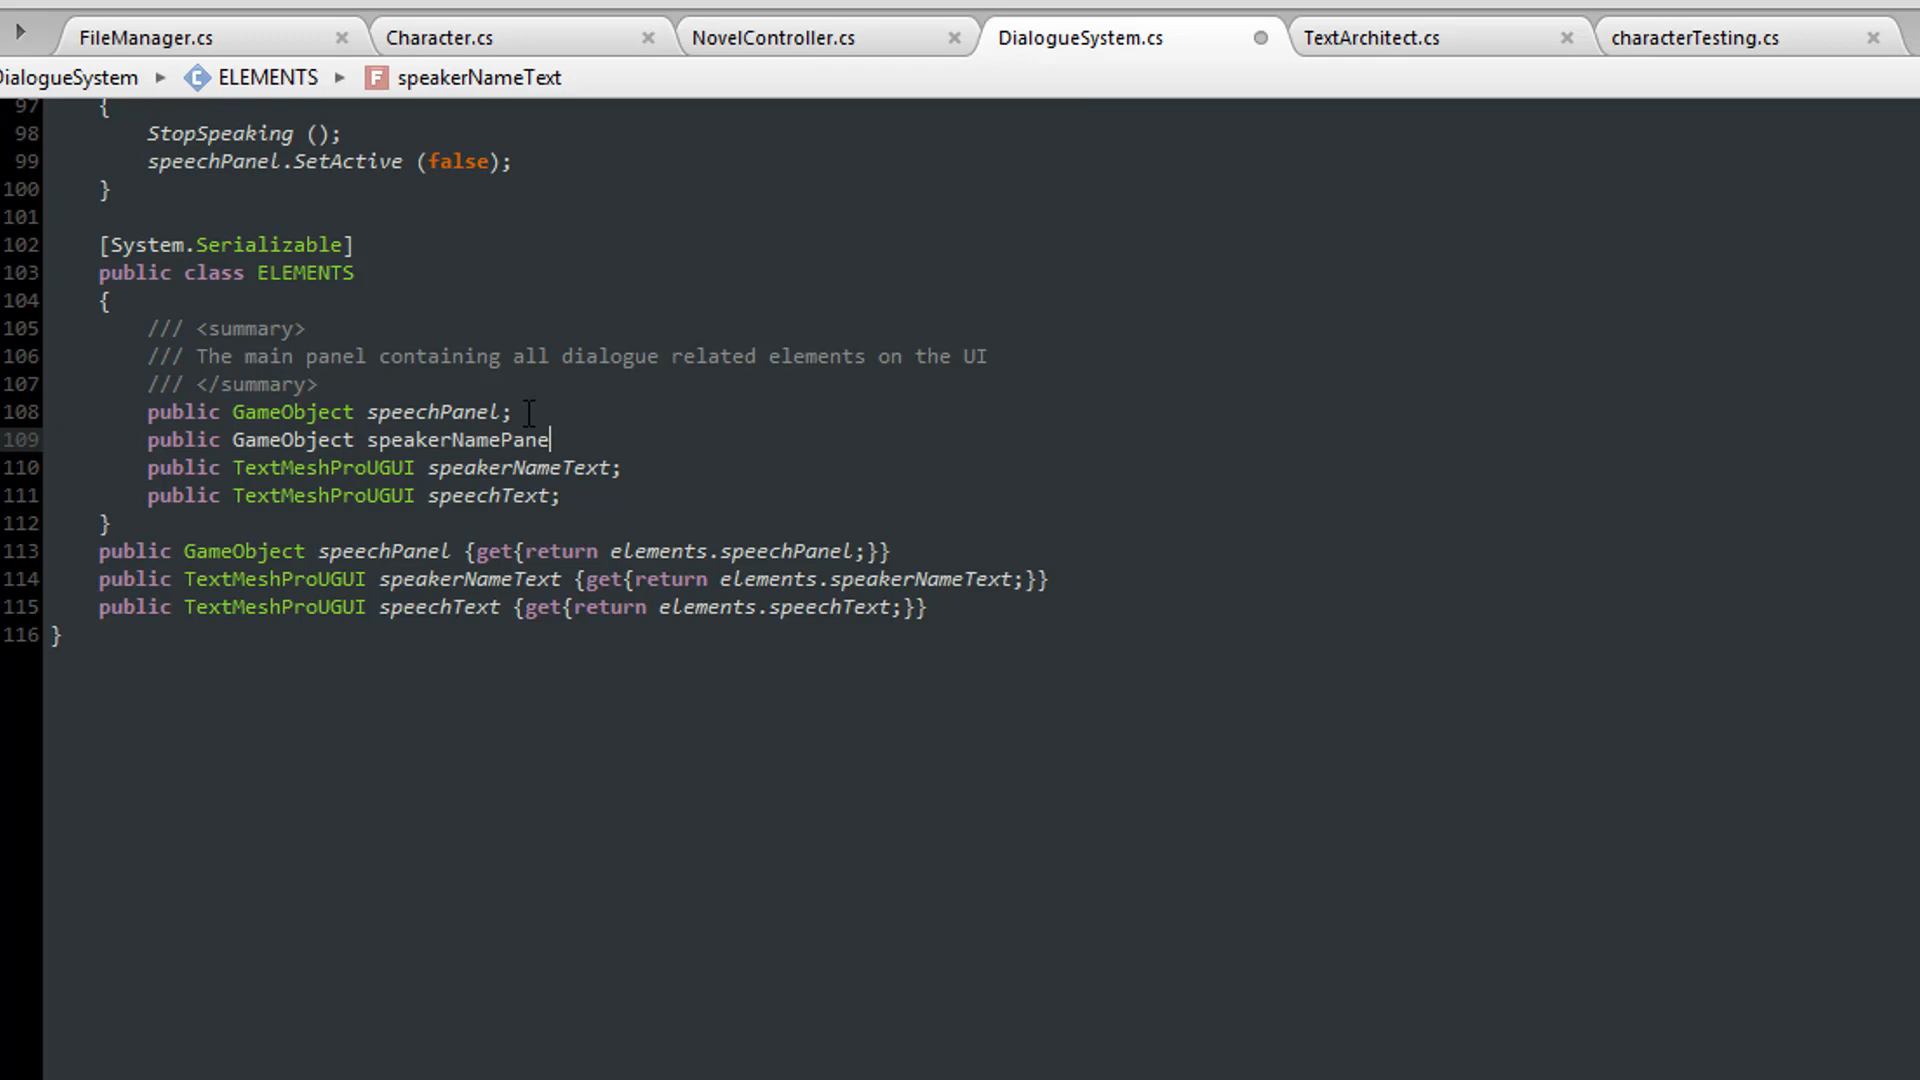 FileManager.cs × Character.cs × NovelController.cs × DialogueSystem.cs TextArchitect.cs × characterTesting.cs ×
DialogueSystem ▸ C ELEMENTS ▸ F speakerNameText
97 {
98 StopSpeaking ();
99 speechPanel.SetActive (false);
100 }
101
102 [System.Serializable]
103 public class ELEMENTS
104 {
105 /// <summary>
106 /// The main panel containing all dialogue related elements on the UI
107 /// </summary>
108 public GameObject speechPanel;
109 public GameObject speakerNamePane
110 public TextMeshProUGUI speakerNameText;
111 public TextMeshProUGUI speechText;
112 }
113 public GameObject speechPanel {get{return elements.speechPanel;}}
114 public TextMeshProUGUI speakerNameText {get{return elements.speakerNameText;}}
115 public TextMeshProUGUI speechText {get{return elements.speechText;}}
116 }